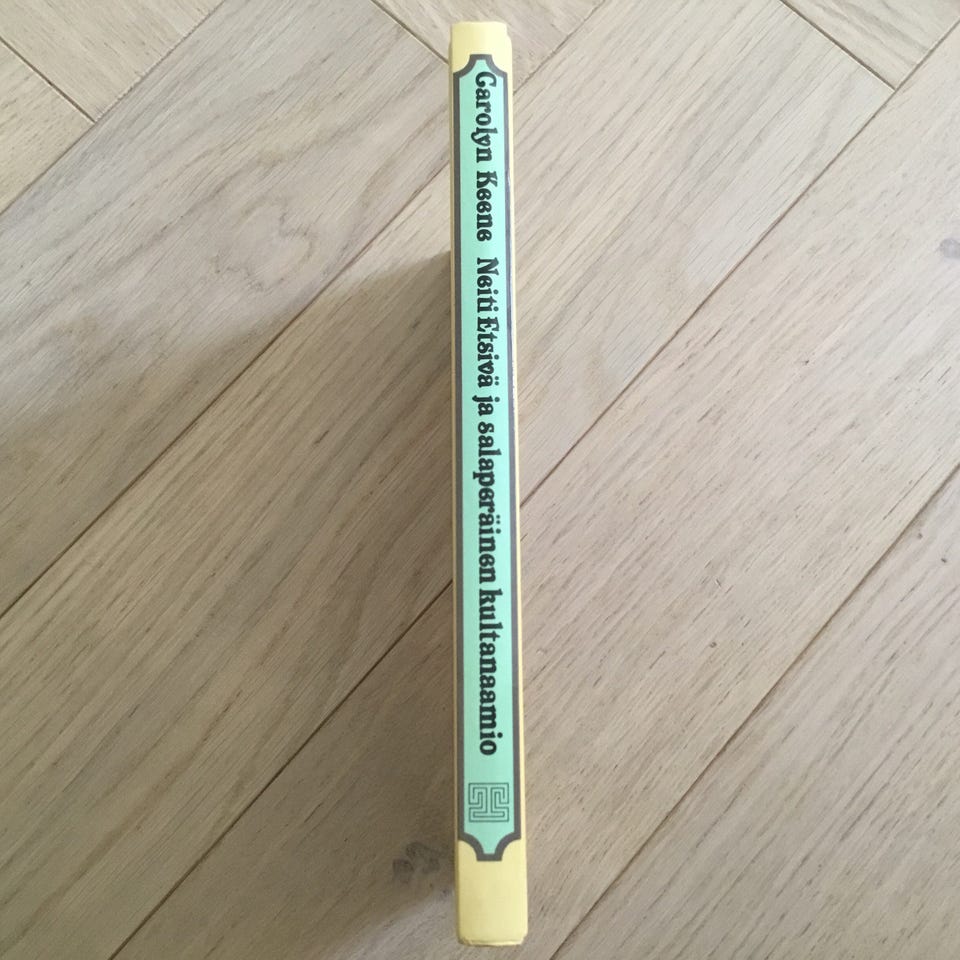 Carolyn Keene Neiti Etsivä ja salaperäinen kultanaamio